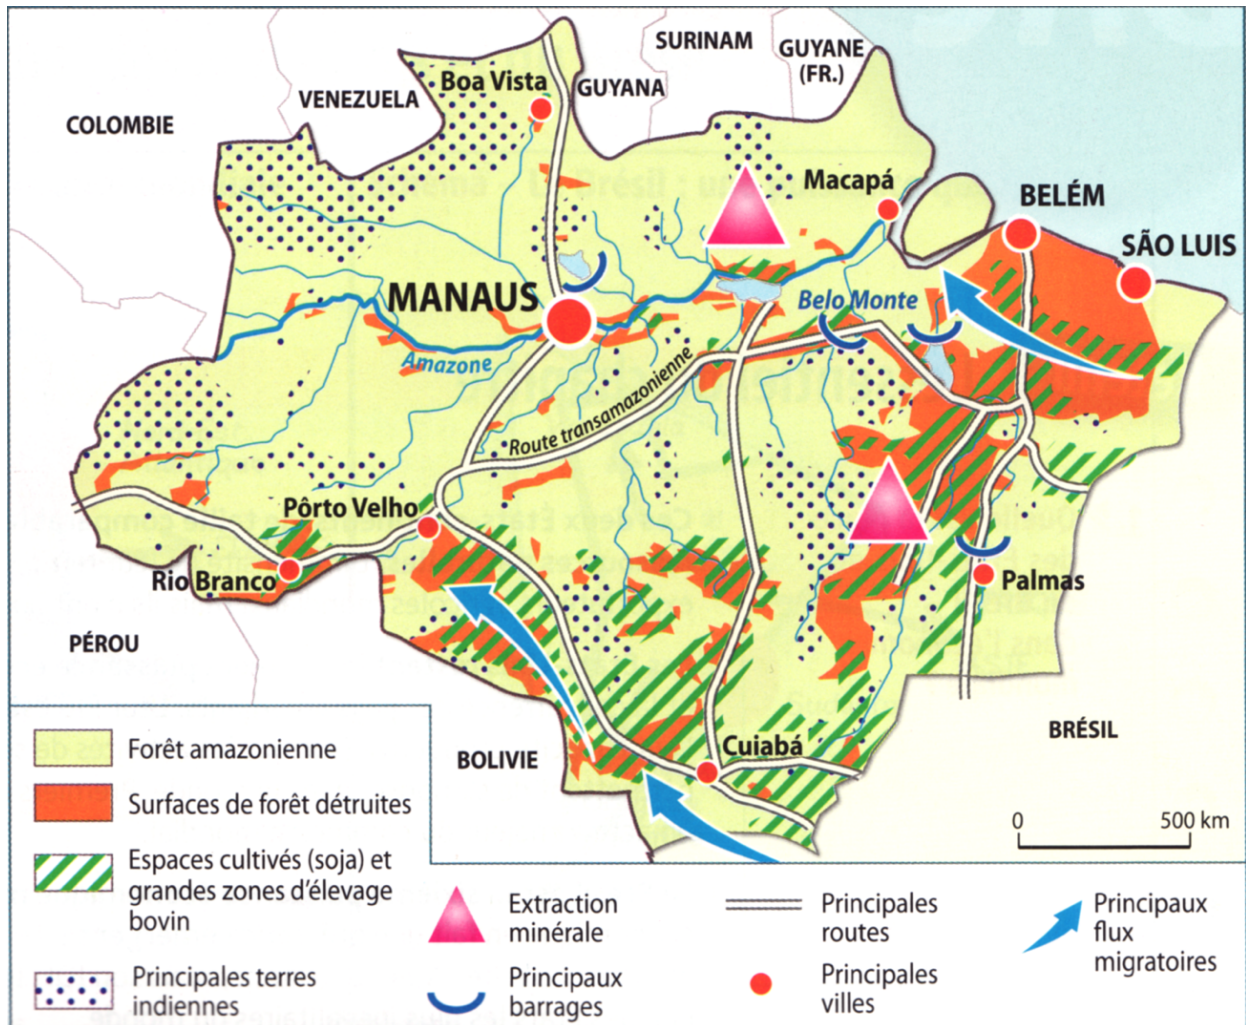 SURINAM
GUYANE
(FR.)
Boa Vista
GUYANA
VENEZUELA
COLOMBIE
Macapá
BELÉM
SÃO LUIS
MANAUS
Belo Monte
Amazone
Route transamazonienne
Pôrto Velho
Rio Branco
Palmas
PÉROU
BRÉSIL
Cuiabá
BOLIVIE
0 500 km
Forêt amazonienne
Surfaces de forêt détruites
Espaces cultivés (soja) et
grandes zones d'élevage
bovin
Principales terres
indiennes
Extraction
minérale
Principaux
barrages
Principales
routes
Principales
villes
Principaux
flux
migratoires